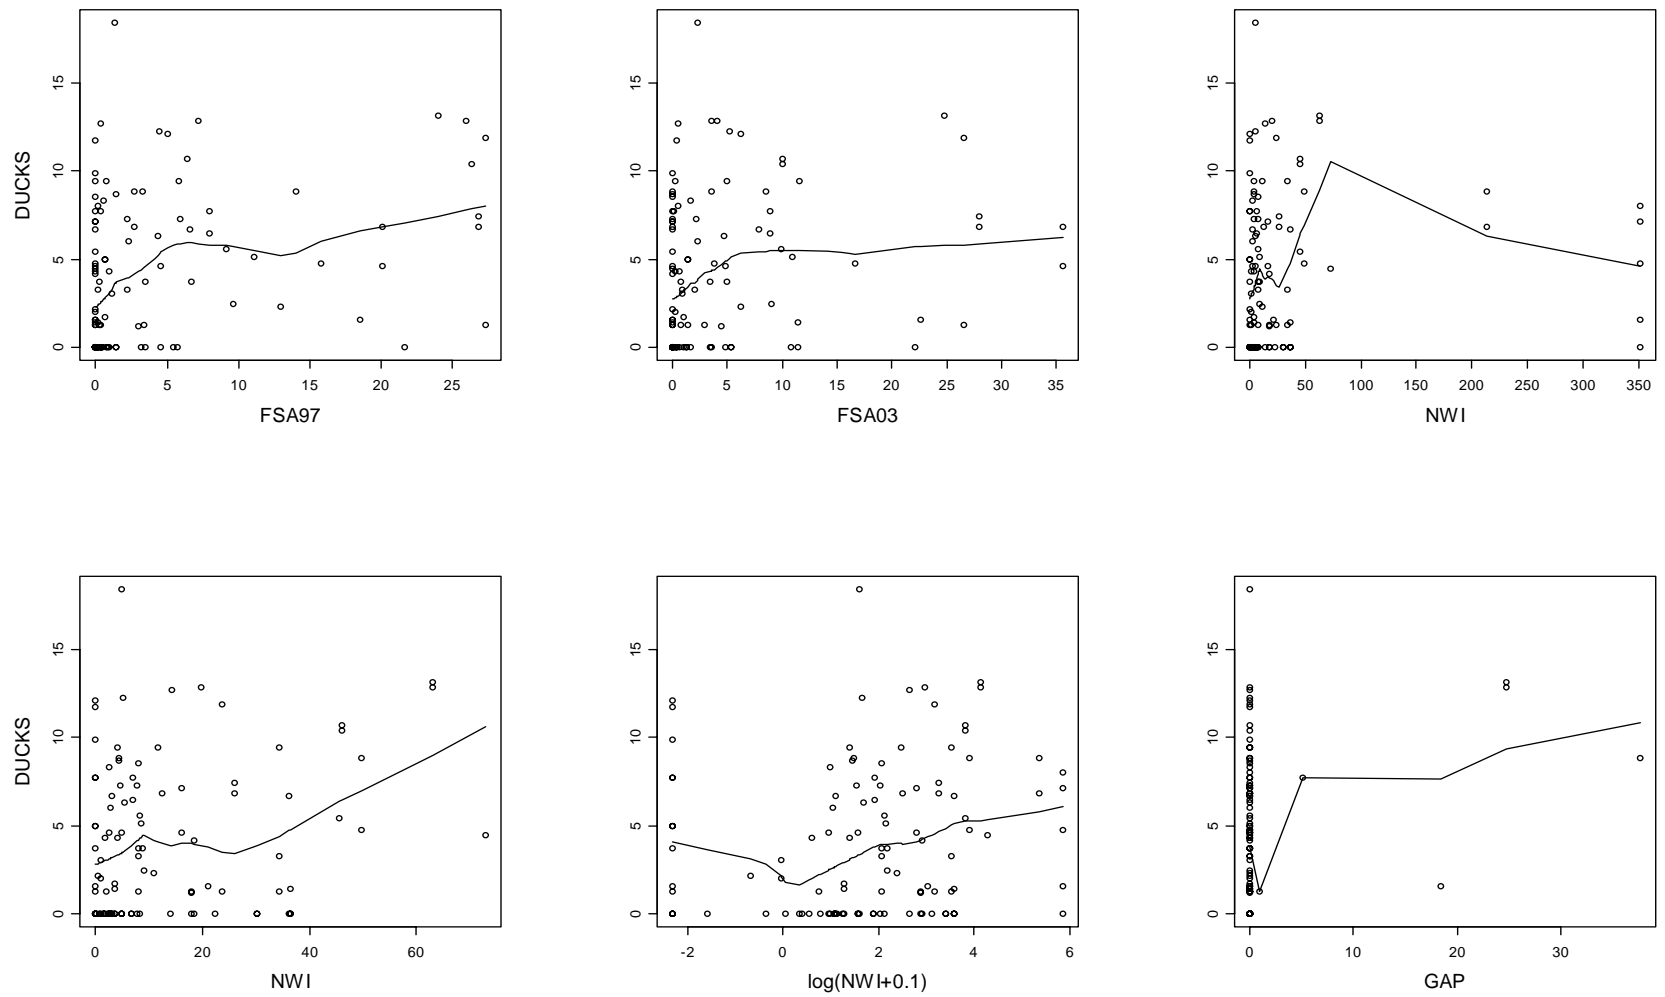 DUCKS
0 5 10 15
0 5 10 15 20 25
FSA97
0 5 10 15
0 5 10 15 20 25 30 35
FSA03
0 5 10 15
0 50 100 150 200 250 300 350
NWI
DUCKS
0 5 10 15
0 20 40 60
NWI
0 5 10 15
-2 0 2 4 6
log(NWI+0.1)
0 5 10 15
0 10 20 30
GAP